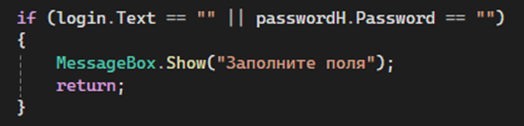 if (login.Text == "" || passwordH.Password == "")
{
MessageBox.Show("Заполните поля");
return;
}